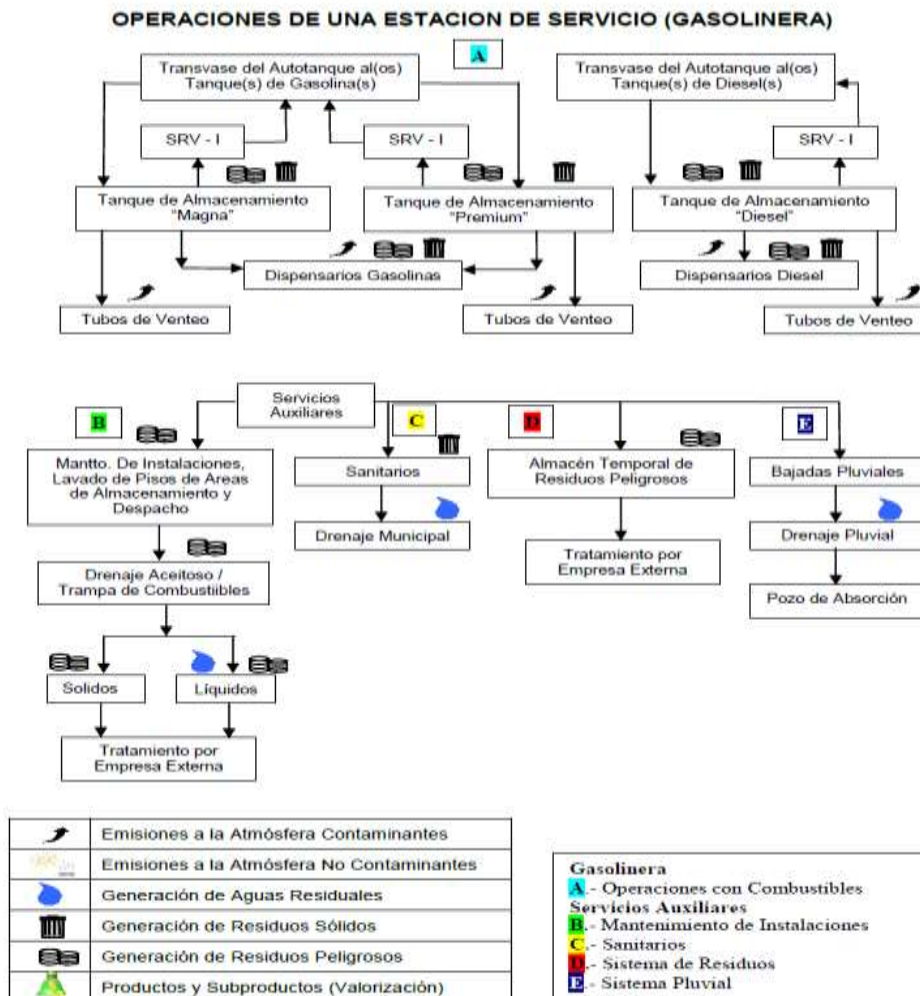 OPERACIONES DE UNA ESTACION DE SERVICIO (GASOLINERA)
A
Transvase del Autotanque al(os)
Tanque(s) de Gasolina(s)
Transvase del Autotanque al(os)
Tanque(s) de Diesel(s)
SRV - I
SRV - I
SRV - I
Tanque de Almacenamiento
"Magna"
Tanque de Almacenamiento
"Premium"
Tanque de Almacenamiento
"Diesel"
Dispensarios Gasolinas
Dispensarios Diesel
Tubos de Venteo
Tubos de Venteo
Tubos de Venteo
Servicios
Auxiliares
B
C
D
E
Mantto. De Instalaciones,
Lavado de Pisos de Areas
de Almacenamiento y
Despacho
Sanitarios
Almacén Temporal de
Residuos Peligrosos
Bajadas Pluviales
Drenaje Municipal
Drenaje Pluvial
Tratamiento por
Empresa Externa
Drenaje Aceitoso /
Trampa de Combustiibles
Pozo de Absorción
Solidos
Líquidos
Tratamiento por
Empresa Externa
Emisiones a la Atmósfera Contaminantes
Emisiones a la Atmósfera No Contaminantes
Generación de Aguas Residuales
Generación de Residuos Sólidos
Generación de Residuos Peligrosos
Productos y Subproductos (Valorización)
Gasolinera
A.- Operaciones con Combustibles
Servicios Auxiliares
B.- Mantenimiento de Instalaciones
C.- Sanitarios
D.- Sistema de Residuos
E.- Sistema Pluvial